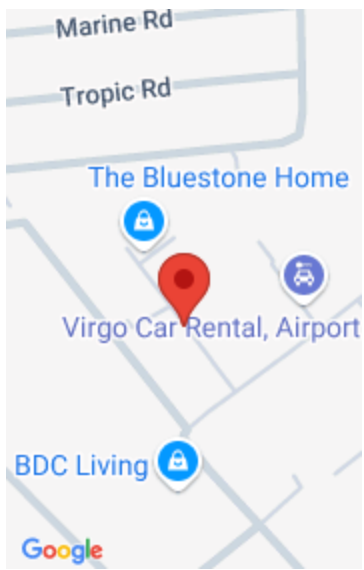 Marine Rd
Tropic Rd
The Bluestone Home
Virgo Car Rental, Airport
BDC Living
Google